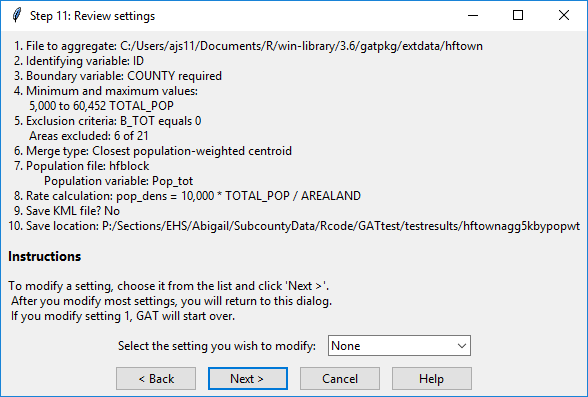 Step 11: Review settings
1. File to aggregate: C:/Users/ajs11/Documents/R/win-library/3.6/gatpkg/extdata/hftown
2. Identifying variable: ID
3. Boundary variable: COUNTY required
4. Minimum and maximum values:
5,000 to 60,452 TOTAL_POP
5. Exclusion criteria: B_TOT equals 0
Areas excluded: 6 of 21
6. Merge type: Closest population-weighted centroid
7. Population file: hfblock
Population variable: Pop_tot
8. Rate calculation: pop_dens = 10,000 * TOTAL_POP / AREALAND
9. Save KML file? No
10. Save location: P:/Sections/EHS/Abigail/SubcountyData/Rcode/GATtest/testresults/hftownagg5kbypopwt
Instructions
To modify a setting, choose it from the list and click 'Next >'.
After you modify most settings, you will return to this dialog.
If you modify setting 1, GAT will start over.
Select the setting you wish to modify: None
< Back Next > Cancel Help